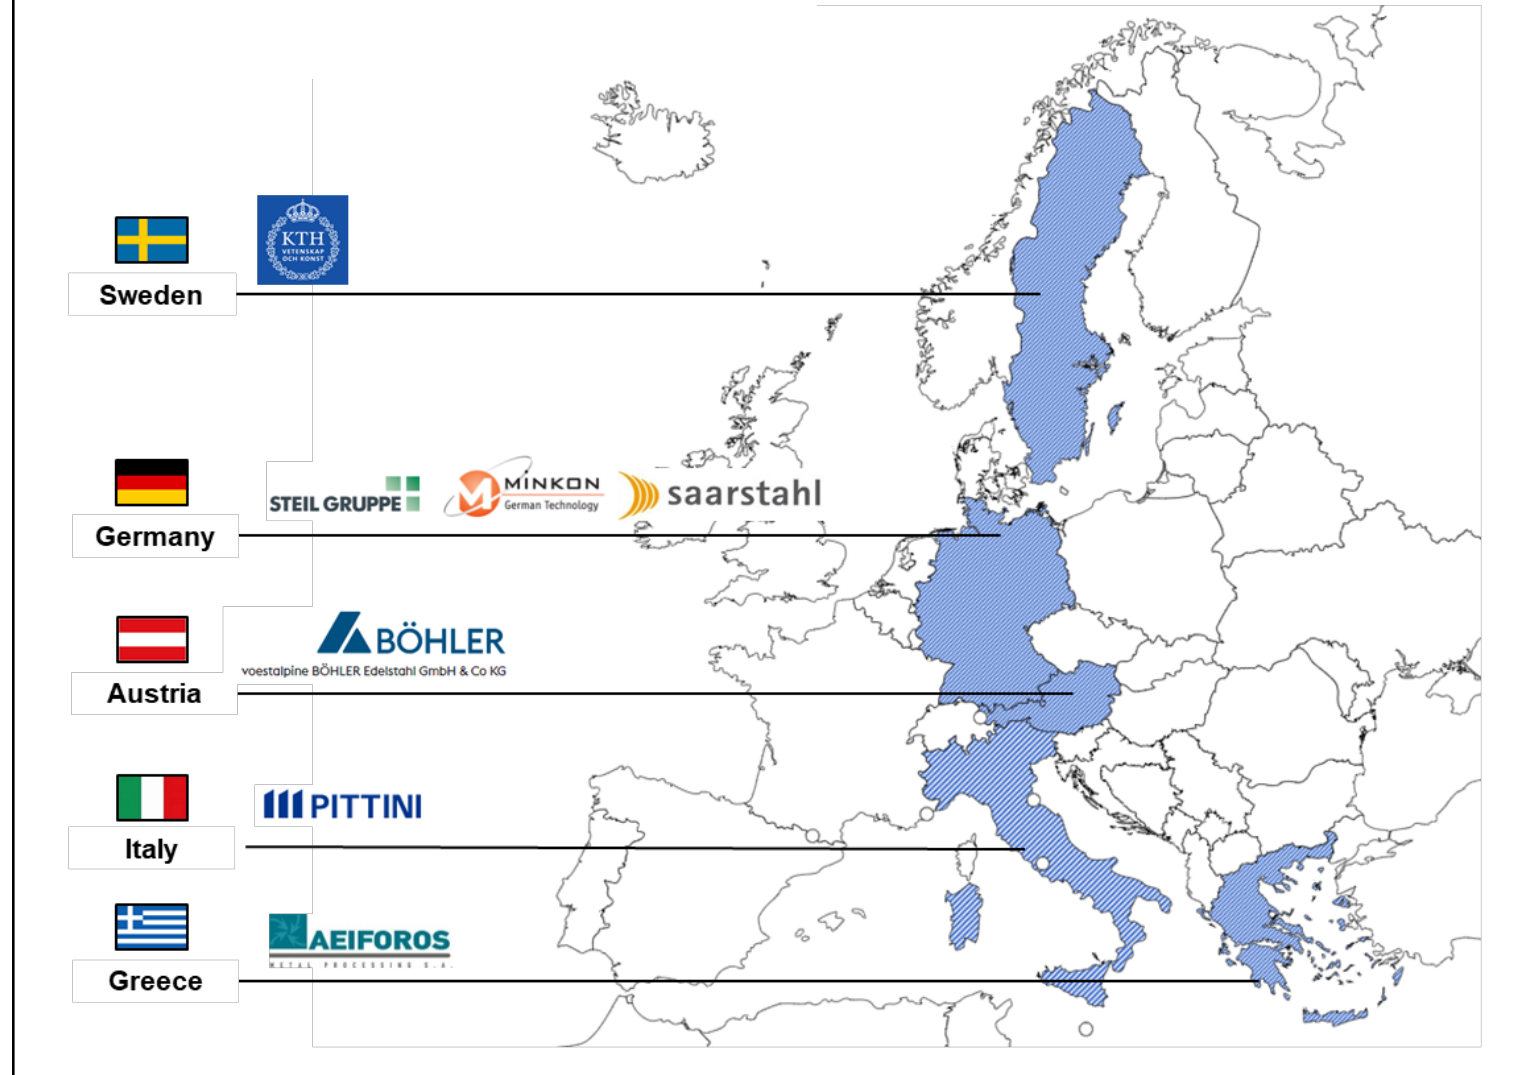 KTH
VETENSKAP
OCH KONST
Sweden
STEIL GRUPPE
MINKON
German Technology
saarstahl
Germany
BÖHLER
voestalpine BÖHLER Edelstahl GmbH & Co KG
Austria
PITTINI
Italy
AEIFOROS
METAL PROCESSING S.A.
Greece